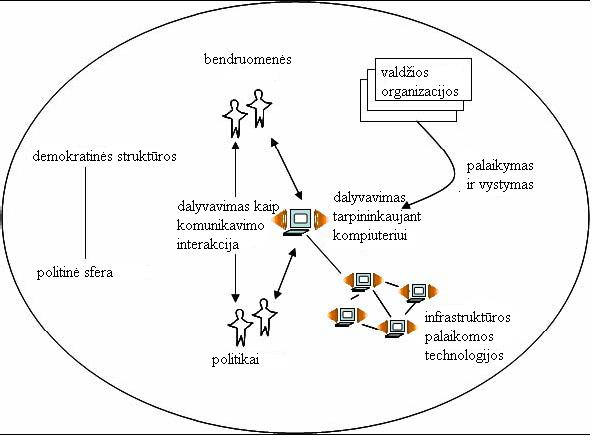 bendruomenės
valdžios
organizacijos
demokratinės struktūros
palaikymas
ir vystymas
dalyvavimas kaip
komunikavimo
interakcija
dalyvavimas
tarpininkaujant
kompiuteriui
politinė sfera
infrastruktūros
palaikomos
technologijos
politikai